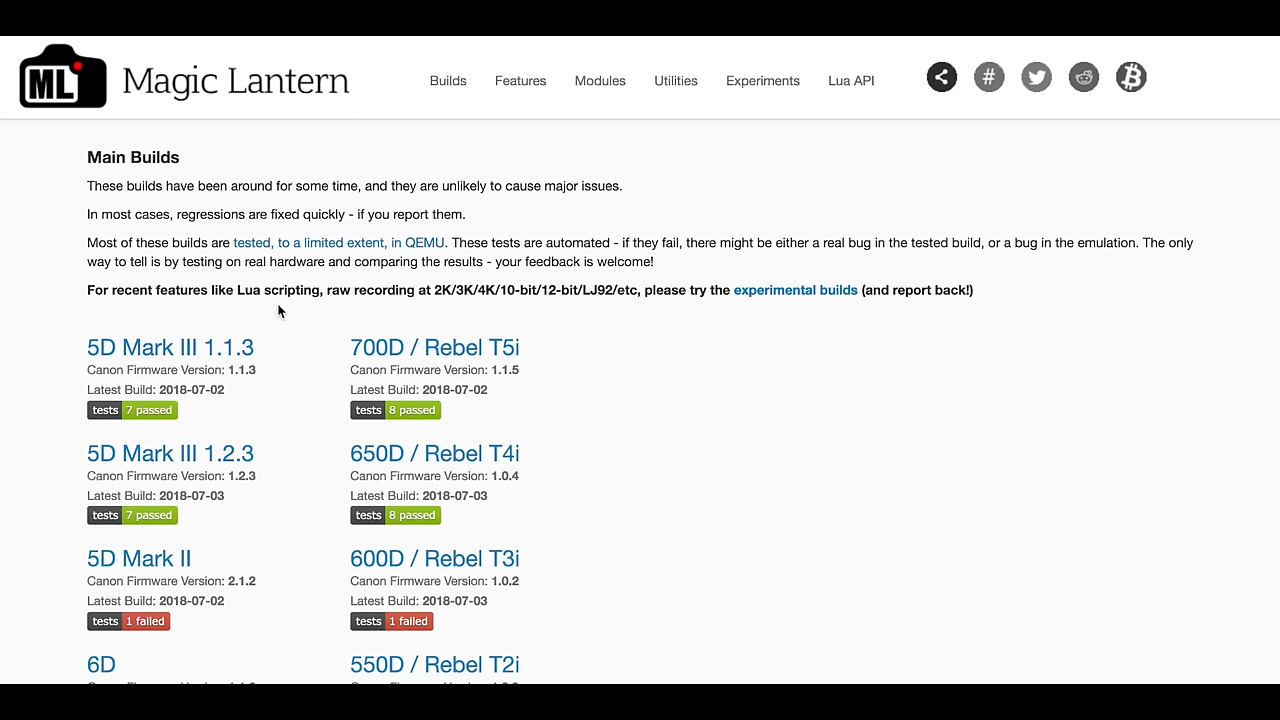 ML
Magic Lantern
Builds
Features
Modules
Utilities
Experiments
Lua API
#
Main Builds
These builds have been around for some time, and they are unlikely to cause major issues.
In most cases, regressions are fixed quickly - if you report them.
Most of these builds are tested, to a limited extent, in QEMU. These tests are automated - if they fail, there might be either a real bug in the tested build, or a bug in the emulation. The only
way to tell is by testing on real hardware and comparing the results - your feedback is welcome!
For recent features like Lua scripting, raw recording at 2K/3K/4K/10-bit/12-bit/LJ92/etc, please try the experimental builds (and report back!)
5D Mark III 1.1.3
Canon Firmware Version: 1.1.3
Latest Build: 2018-07-02
tests 7 passed
700D / Rebel T5i
Canon Firmware Version: 1.1.5
Latest Build: 2018-07-02
tests 8 passed
5D Mark III 1.2.3
Canon Firmware Version: 1.2.3
Latest Build: 2018-07-03
tests 7 passed
650D / Rebel T4i
Canon Firmware Version: 1.0.4
Latest Build: 2018-07-03
tests 8 passed
5D Mark II
Canon Firmware Version: 2.1.2
Latest Build: 2018-07-02
tests 1 failed
600D / Rebel T3i
Canon Firmware Version: 1.0.2
Latest Build: 2018-07-03
tests 1 failed
6D
550D / Rebel T2i